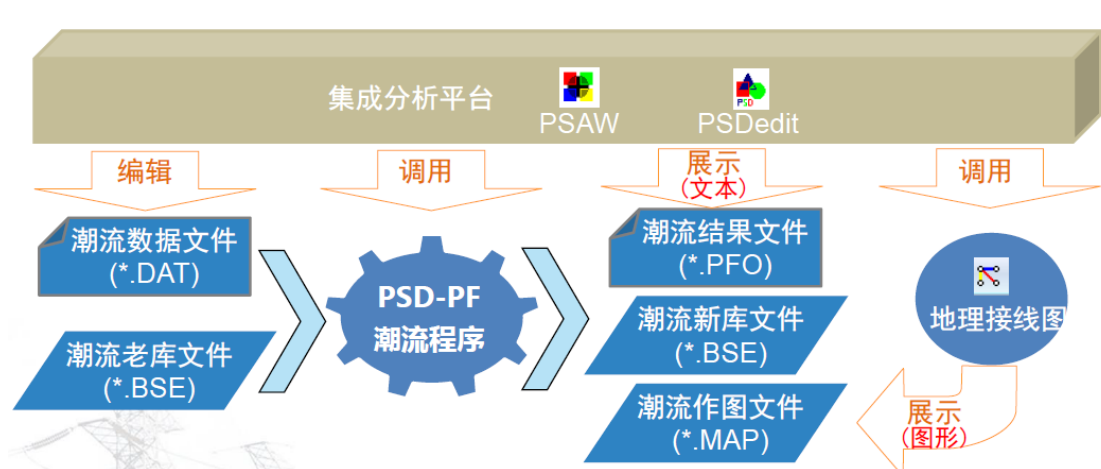 集成分析平台
PSAW
PSD
PSDedit
编辑
调用
展示
(文本)
调用
潮流数据文件
(*.DAT)
潮流老库文件
(*.BSE)
PSD-PF
潮流程序
潮流结果文件
(*.PFO)
潮流新库文件
(*.BSE)
潮流作图文件
(*.MAP)
地理接线图
展示
(图形)